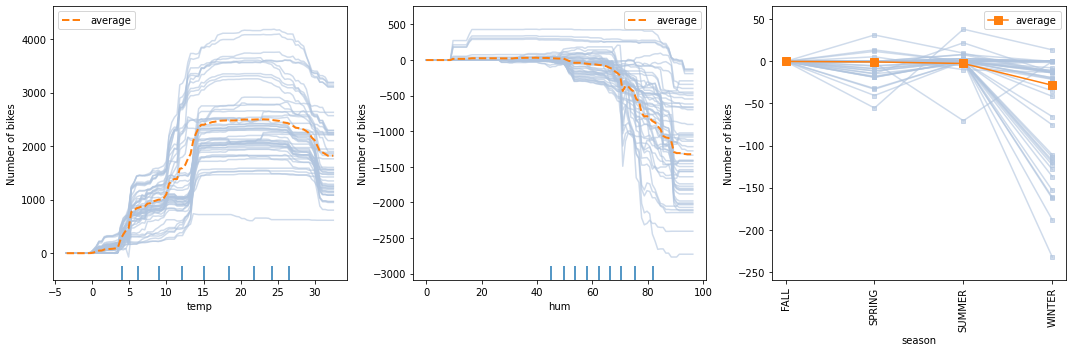 average
Number of bikes
4000
3000
2000
1000
0
−5
0
5
10
15
20
25
30
temp
average
Number of bikes
500
0
−500
−1000
−1500
−2000
−2500
−3000
0
20
40
60
80
100
hum
average
Number of bikes
50
0
−50
−100
−150
−200
−250
FALL
SPRING
SUMMER
WINTER
season